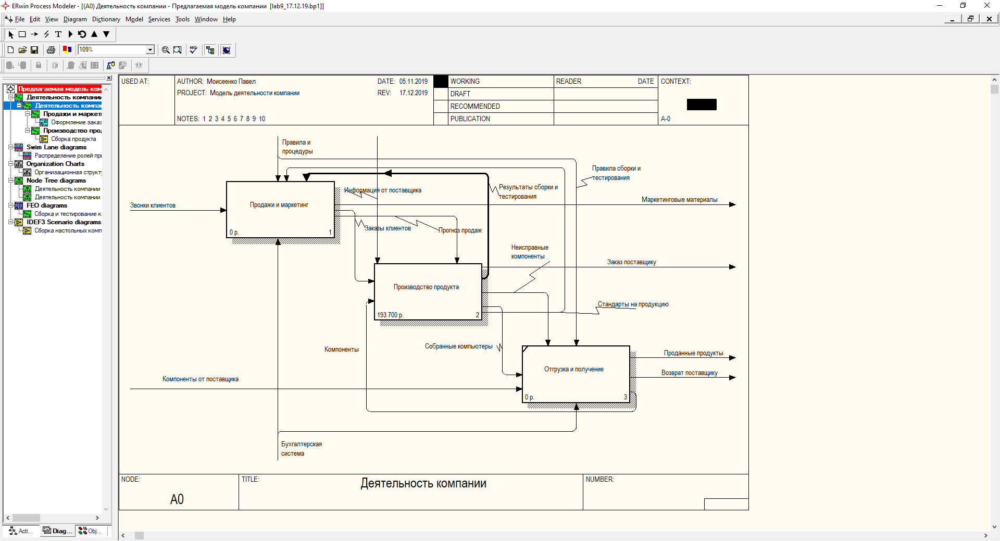 ERwin Process Modeler - [(A0) Деятельность компании - Предлагаемая модель компании  [lab9_17.12.19.bp1]]
File Edit View Diagram Dictionary Model Services Tools Window Help
109%
ABC
Предлагаемая модель ком
Деятельность компании
Деятельность компа
Продажи и маркет
Оформление заказ
Производство про
Сборка продукта
Swim Lane diagrams
Распределение ролей пр
Organization Charts
Организационная структ
Node Tree diagrams
Деятельность компании
Деятельность компании
FEO diagrams
Сборка и тестирование к
IDEF3 Scenario diagrams
Сборка настольных комп
Acti...
Diag...
Obj...
USED AT:
AUTHOR: Моисеенко Павел
DATE: 05.11.2019
PROJECT: Модель деятельности компании
REV: 17.12.2019
NOTES: 1 2 3 4 5 6 7 8 9 10
WORKING
DRAFT
RECOMMENDED
PUBLICATION
READER
DATE
CONTEXT:
A-0
Правила и
процедуры
Правила сборки и
тестирования
Информация от поставщика
Результаты сборки и
тестирования
Маркетинговые материалы
Звонки клиентов
Продажи и маркетинг
0 р.
1
Заказы клиентов
Прогноз продаж
Неисправные
компоненты
Заказ поставщику
Производство продукта
193 700 р.
2
Стандарты на продукцию
Компоненты
Собранные компьютеры
Проданные продукты
Отгрузка и получение
Возврат поставщику
Компоненты от поставщика
0 р.
3
Бухгалтерская
система
NODE:
A0
TITLE:
Деятельность компании
NUMBER: